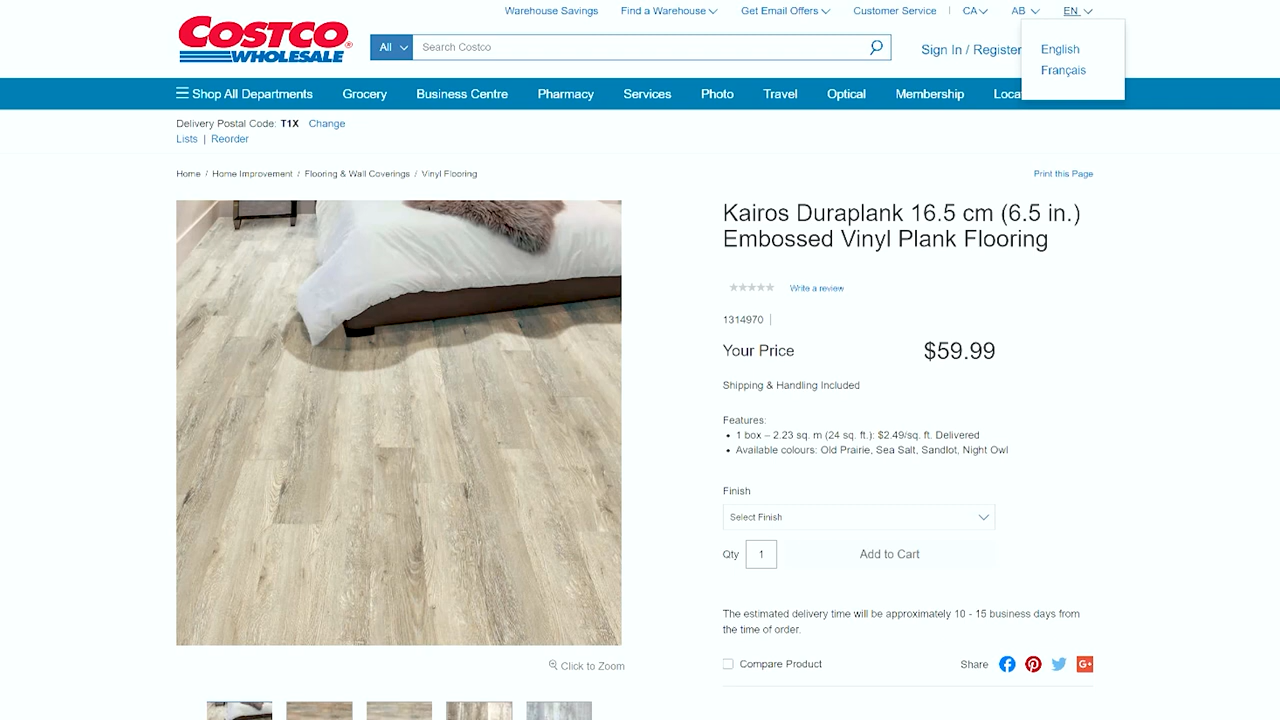 Warehouse Savings Find a Warehouse Get Email Offers Customer Service CA AB EN
COSTCO WHOLESALE
All Search Costco
Sign In / Register
English
Français
Shop All Departments Grocery Business Centre Pharmacy Services Photo Travel Optical Membership Loca
Delivery Postal Code: T1X Change
Lists | Reorder
Home / Home Improvement / Flooring & Wall Coverings / Vinyl Flooring
Print this Page
Kairos Duraplank 16.5 cm (6.5 in.)
Embossed Vinyl Plank Flooring
Write a review
1314970
Your Price $59.99
Shipping & Handling Included
Features:
• 1 box – 2.23 sq. m (24 sq. ft.): $2.49/sq. ft. Delivered
• Available colours: Old Prairie, Sea Salt, Sandlot, Night Owl
Finish
Select Finish
Qty 1 Add to Cart
The estimated delivery time will be approximately 10 - 15 business days from
the time of order.
Click to Zoom
Compare Product Share G+